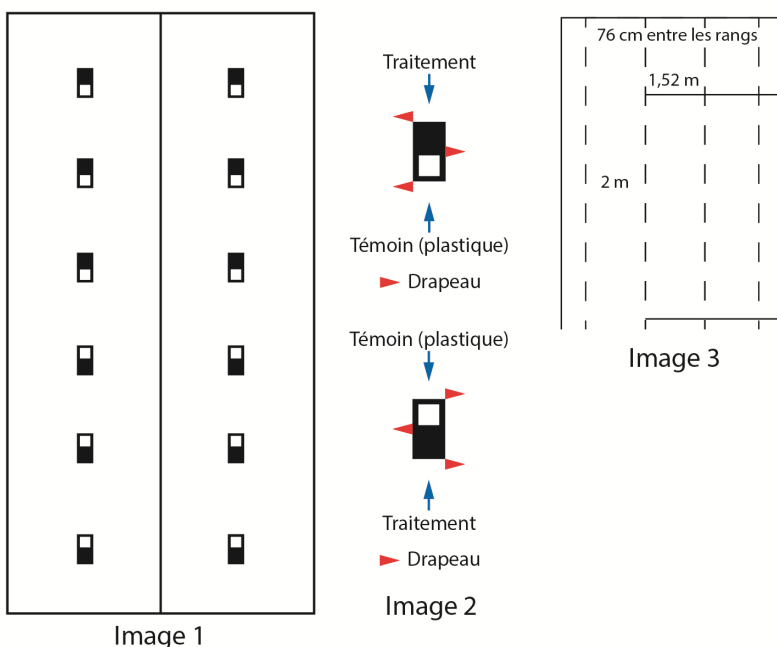 Image 1
Traitement
Témoin (plastique)
Drapeau
Témoin (plastique)
Traitement
Drapeau
Image 2
76 cm entre les rangs
1,52 m
2 m
Image 3